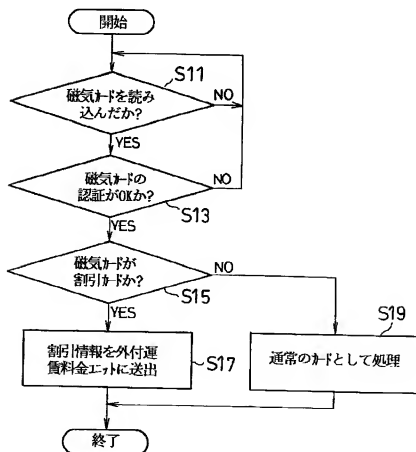 開始
S11
磁気カードを読み
込んだか?
NO
YES
磁気カードの
認証がOKか?
NO
S13
YES
磁気カードが
割引カードか?
NO
S15
YES
S19
割引情報を外付運
賃料金ユニットに送出
S17
通常のカードとして処理
終了